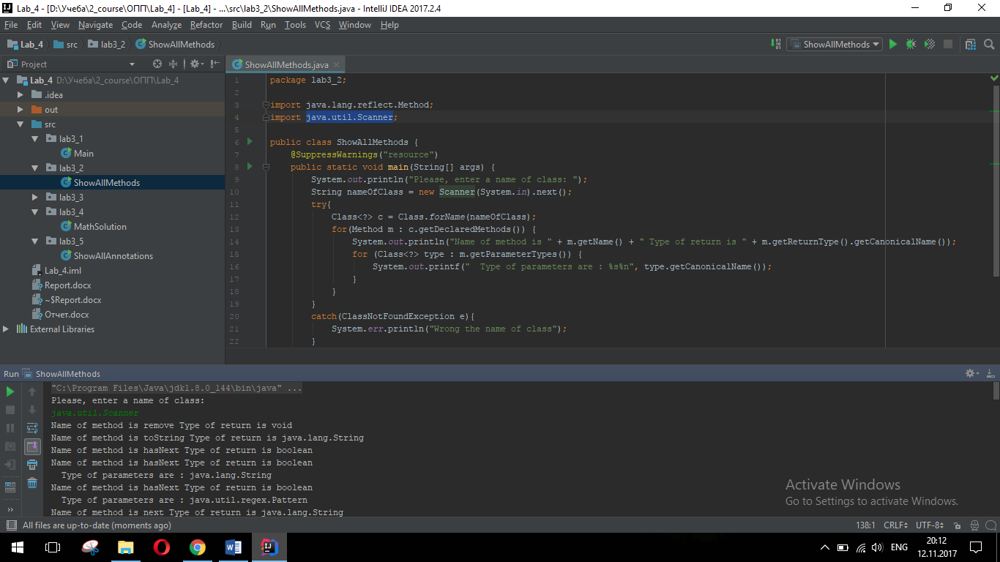 Lab_4 - [D:\Учеба\2_course\ОПП\Lab_4] - [Lab_4] - ...\src\lab3_2\ShowAllMethods.java - IntelliJ IDEA 2017.2.4
File Edit View Navigate Code Analyze Refactor Build Run Tools VCS Window Help
Lab_4 src lab3_2 ShowAllMethods
ShowAllMethods
Project
ShowAllMethods.java
Lab_4 D:\Учеба\2_course\ОПП\Lab_4
.idea
out
src
lab3_1
Main
lab3_2
ShowAllMethods
lab3_3
lab3_4
MathSolution
lab3_5
ShowAllAnnotations
Lab_4.iml
Report.docx
~$Report.docx
Отчет.docx
External Libraries
1 package lab3_2;
2
3 import java.lang.reflect.Method;
4 import java.util.Scanner;
5
6 public class ShowAllMethods {
7 @SuppressWarnings("resource")
8 public static void main(String[] args) {
9 System.out.println("Please, enter a name of class: ");
10 String nameOfClass = new Scanner(System.in).next();
11 try{
12 Class<?> c = Class.forName(nameOfClass);
13 for(Method m : c.getDeclaredMethods()) {
14 System.out.println("Name of method is " + m.getName() + " Type of return is " + m.getReturnType().getCanonicalName());
15 for (Class<?> type : m.getParameterTypes()) {
16 System.out.printf("  Type of parameters are : %s%n", type.getCanonicalName());
17 }
18 }
19 }
20 catch(ClassNotFoundException e){
21 System.err.println("Wrong the name of class");
22 }
Run ShowAllMethods
"C:\Program Files\Java\jdk1.8.0_144\bin\java" ...
Please, enter a name of class:
java.util.Scanner
Name of method is remove Type of return is void
Name of method is toString Type of return is java.lang.String
Name of method is hasNext Type of return is boolean
Name of method is hasNext Type of return is boolean
Type of parameters are : java.lang.String
Name of method is hasNext Type of return is boolean
Type of parameters are : java.util.regex.Pattern
Name of method is next Type of return is java.lang.String
Activate Windows
Go to Settings to activate Windows.
All files are up-to-date (moments ago)
138:1 CRLF UTF-8
ENG
20:12
12.11.2017